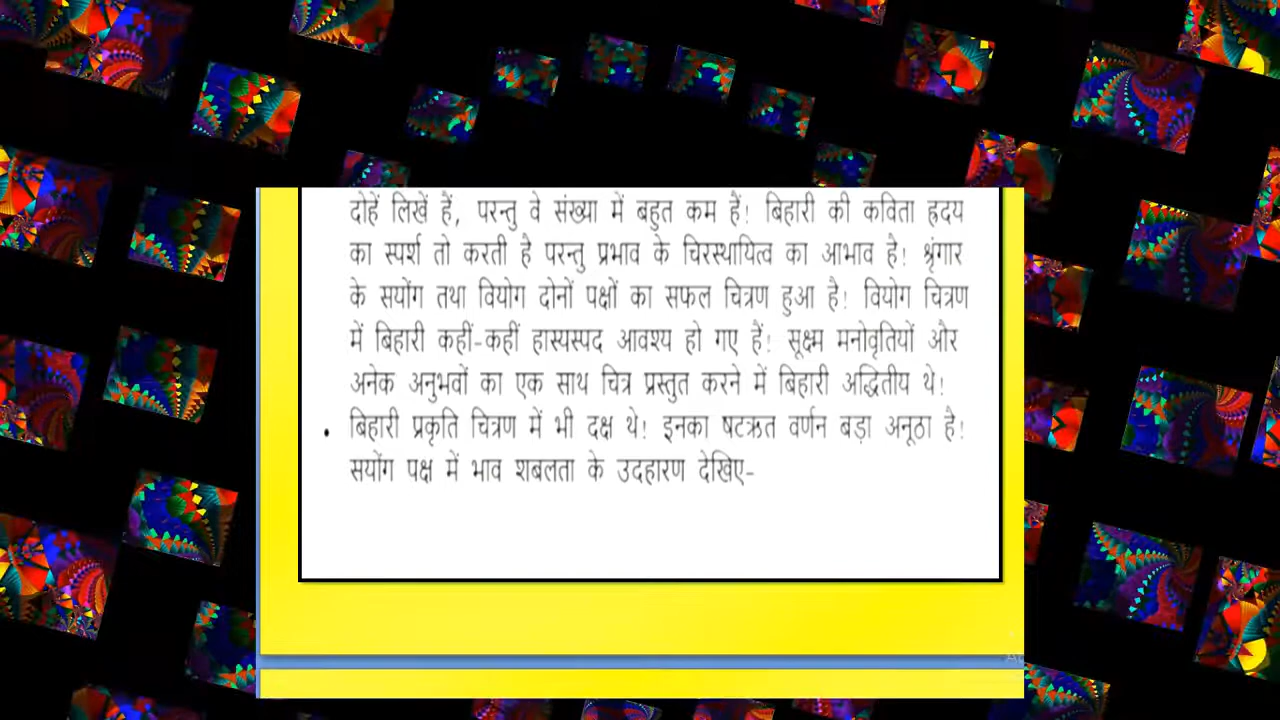 दोहें लिखें हैं, परन्तु वे संख्या में बहुत कम हैं! बिहारी की कविता ह्रदय
का स्पर्श तो करती है परन्तु प्रभाव के चिरस्थायित्व का आभाव है! श्रृंगार
के सयोंग तथा वियोग दोनों पक्षों का सफल चित्रण हुआ है! वियोग चित्रण
में बिहारी कहीं-कहीं हास्यस्पद आवश्य हो गए हैं! सूक्ष्म मनोवृतियों और
अनेक अनुभवों का एक साथ चित्र प्रस्तुत करने में बिहारी अद्धितीय थे!
• बिहारी प्रकृति चित्रण में भी दक्ष थे! इनका षटऋत वर्णन बड़ा अनूठा है!
सयोंग पक्ष में भाव शबलता के उदहारण देखिए-